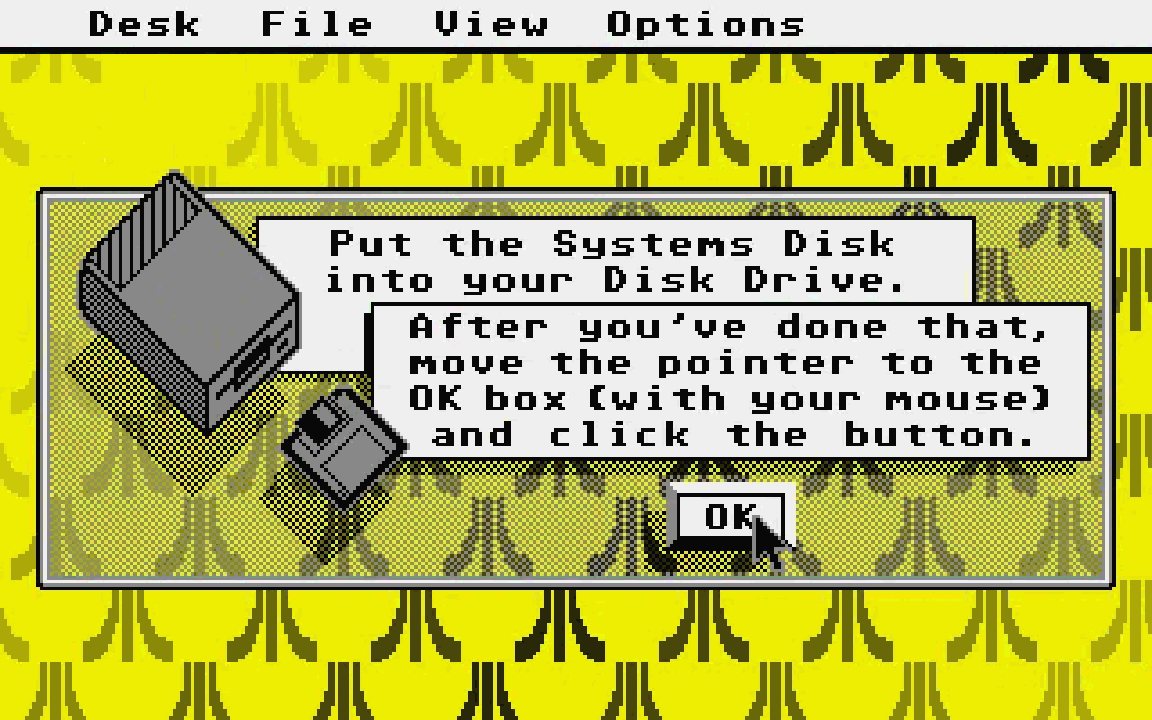 Desk File View Options
Put the Systems Disk
into your Disk Drive.
After you've done that,
move the pointer to the
OK box (with your mouse)
and click the button.
OK